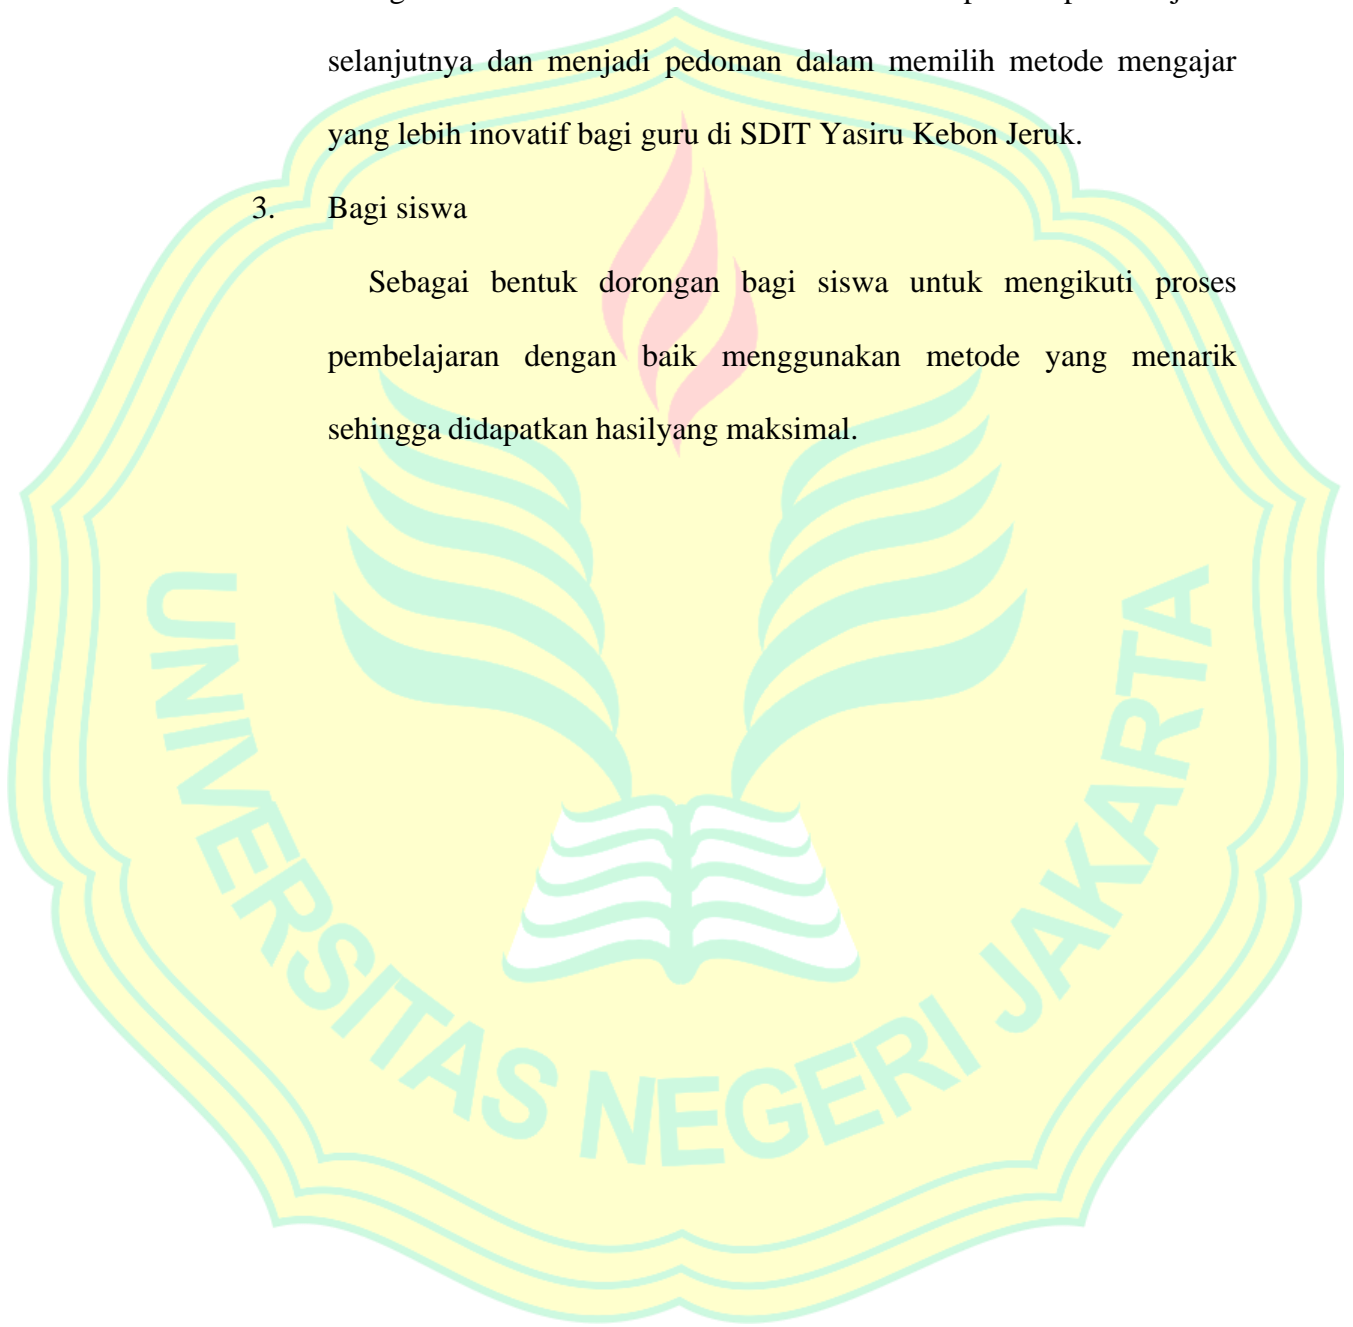 selanjutnya dan menjadi pedoman dalam memilih metode mengajar
yang lebih inovatif bagi guru di SDIT Yasiru Kebon Jeruk.
3. Bagi siswa
Sebagai bentuk dorongan bagi siswa untuk mengikuti proses
pembelajaran dengan baik menggunakan metode yang menarik
sehingga didapatkan hasilyang maksimal.
UNIVERSITAS NEGERI JAKARTA